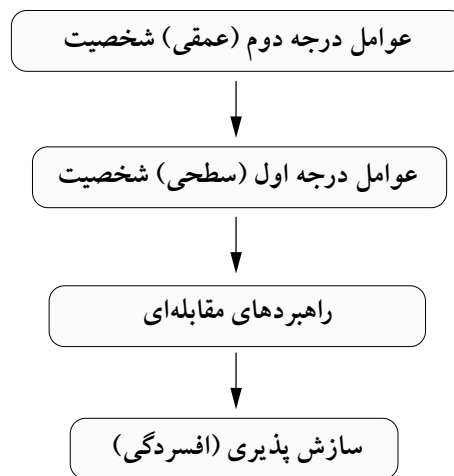 عوامل درجه دوم (عمقی) شخصیت
عوامل درجه اول (سطحی) شخصیت
راهبردهای مقابله‌ای
سازش پذیری (افسردگی)